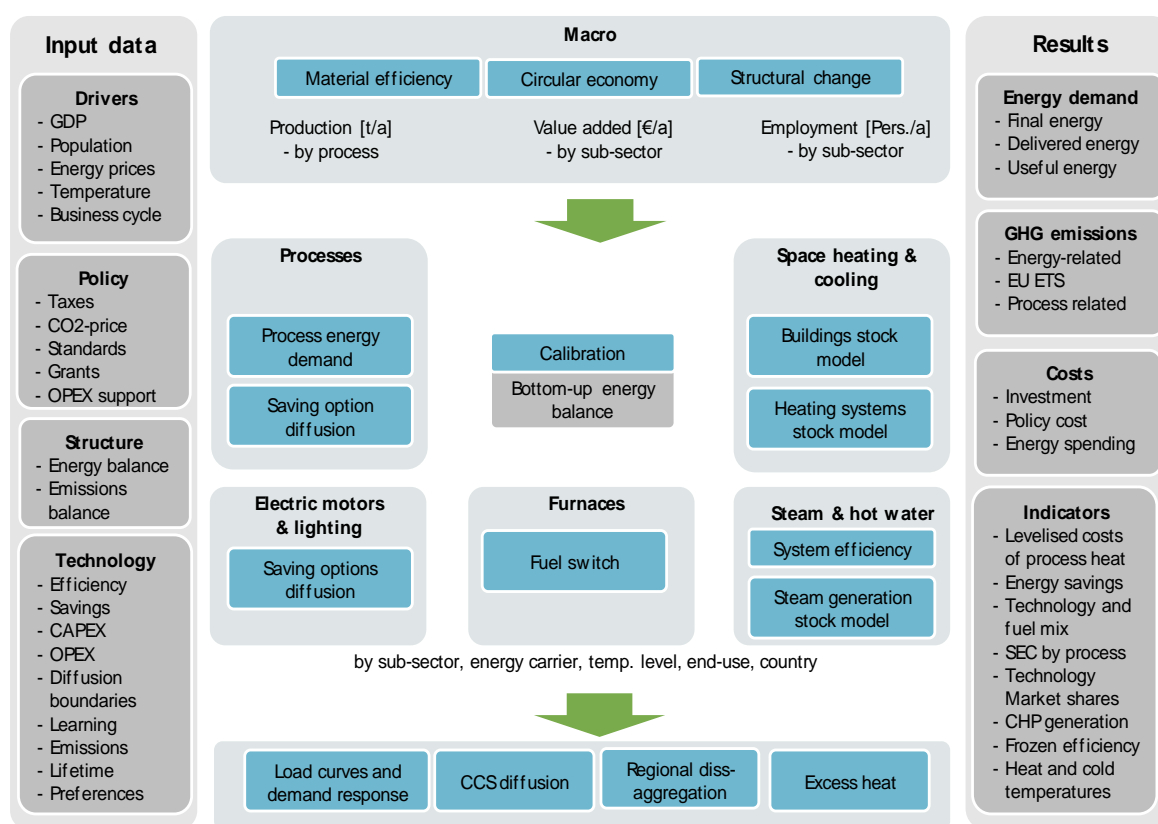 Input data
Drivers
- GDP
- Population
- Energy prices
- Temperature
- Business cycle
Policy
- Taxes
- CO2-price
- Standards
- Grants
- OPEX support
Structure
- Energy balance
- Emissions
balance
Technology
- Efficiency
- Savings
- CAPEX
- OPEX
- Diffusion
boundaries
- Learning
- Emissions
- Lifetime
- Preferences
Macro
Material efficiency
Circular economy
Structural change
Production [t/a]
- by process
Value added [€/a]
- by sub-sector
Employment [Pers./a]
- by sub-sector
Processes
Process energy
demand
Saving option
diffusion
Calibration
Bottom-up energy
balance
Space heating &
cooling
Buildings stock
model
Heating systems
stock model
Electric motors
& lighting
Saving options
diffusion
Furnaces
Fuel switch
Steam & hot water
System efficiency
Steam generation
stock model
by sub-sector, energy carrier, temp. level, end-use, country
Load curves and
demand response
CCS diffusion
Regional diss-
aggregation
Excess heat
Results
Energy demand
- Final energy
- Delivered energy
- Useful energy
GHG emissions
- Energy-related
- EU ETS
- Process related
Costs
- Investment
- Policy cost
- Energy spending
Indicators
- Levelised costs
of process heat
- Energy savings
- Technology and
fuel mix
- SEC by process
- Technology
Market shares
- CHP generation
- Frozen efficiency
- Heat and cold
temperatures